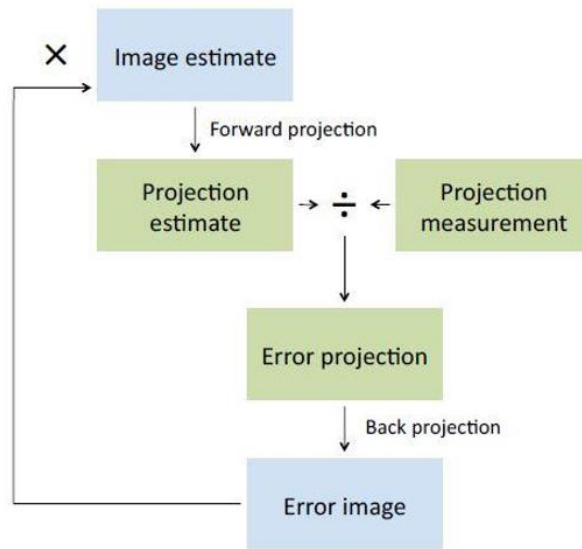 ×
Image estimate
Forward projection
Projection
estimate
÷
Projection
measurement
Error projection
Back projection
Error image